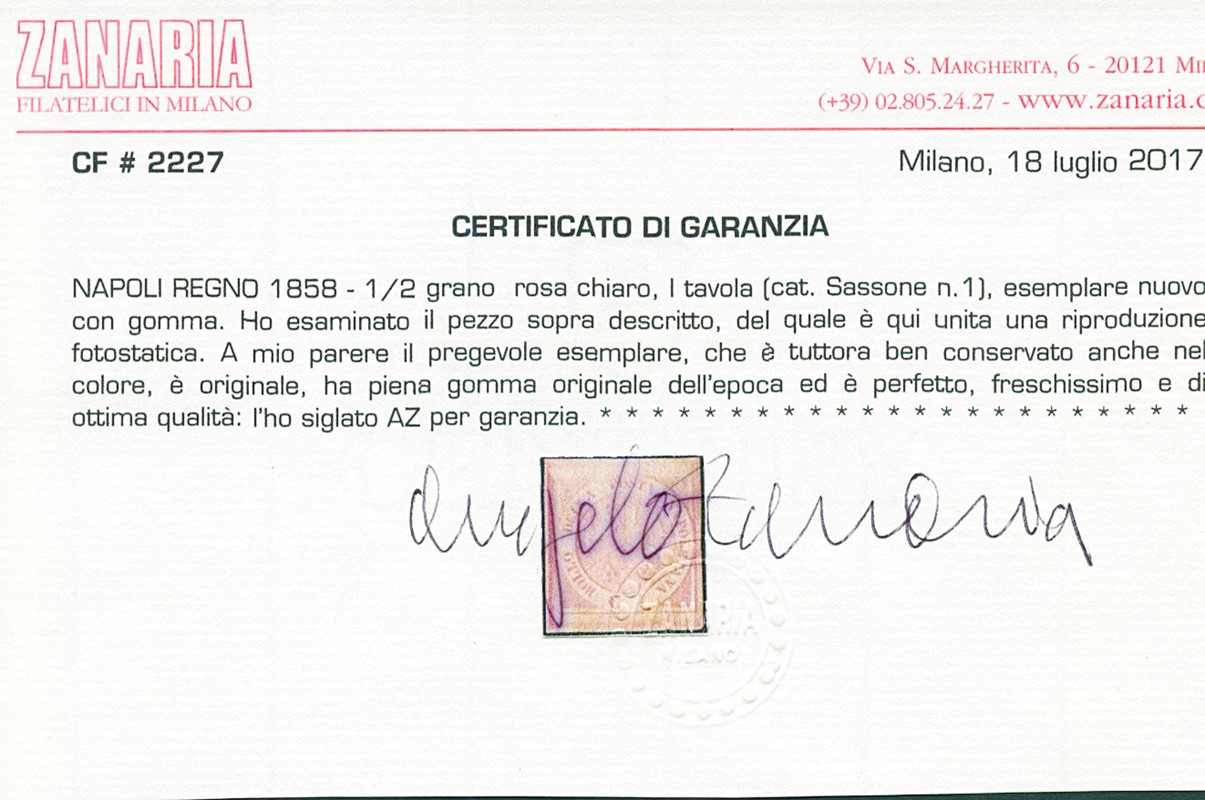 ZANARIA
FILATELICI IN MILANO
VIA S. MARGHERITA, 6 - 20121 MI
(+39) 02.805.24.27 - www.zanaria.c
CF # 2227
Milano, 18 luglio 2017
CERTIFICATO DI GARANZIA
NAPOLI REGNO 1858 - 1/2 grano rosa chiaro, I tavola (cat. Sassone n.1), esemplare nuovo
con gomma. Ho esaminato il pezzo sopra descritto, del quale è qui unita una riproduzione
fotostatica. A mio parere il pregevole esemplare, che è tuttora ben conservato anche nel
colore, è originale, ha piena gomma originale dell'epoca ed è perfetto, freschissimo e di
ottima qualità: l'ho siglato AZ per garanzia. * * * * * * * * * * * * * * * * * * * * * * *
Angelo Zanaria
ZANARIA
MILANO